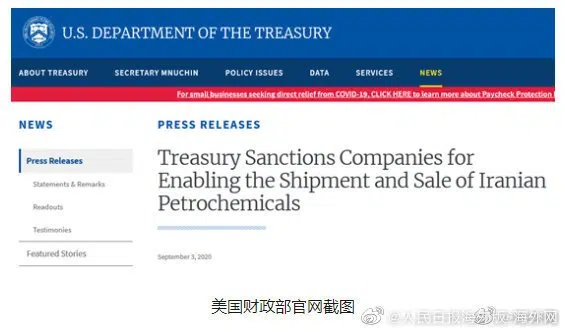 U.S. DEPARTMENT OF THE TREASURY
ABOUT TREASURY SECRETARY MNUCHIN POLICY ISSUES DATA SERVICES NEWS
For small businesses seeking direct relief from COVID-19, CLICK HERE to learn more about Paycheck Protection
NEWS
Press Releases
Statements & Remarks
Readouts
Testimonies
Featured Stories
PRESS RELEASES
Treasury Sanctions Companies for
Enabling the Shipment and Sale of Iranian
Petrochemicals
September 3, 2020
美国财政部官网截图
@人民日报海外版-海外网